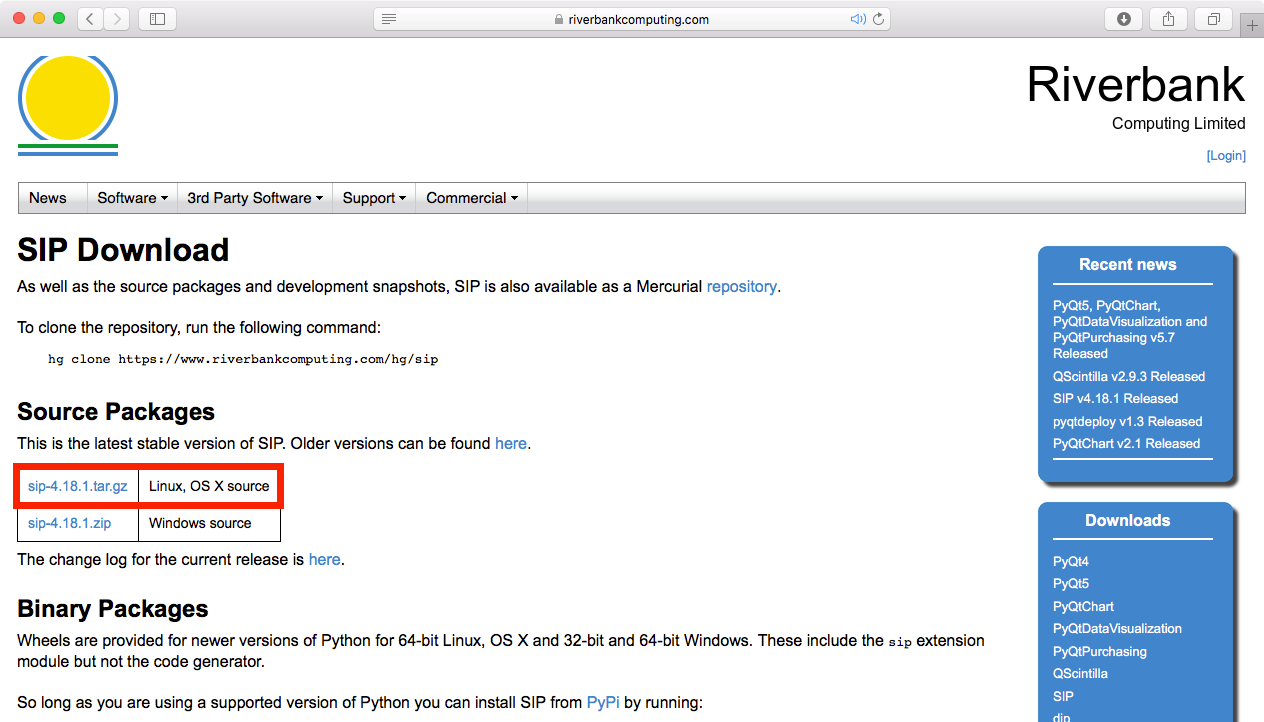 riverbankcomputing.com
Riverbank
Computing Limited
[Login]
News Software 3rd Party Software Support Commercial
SIP Download
As well as the source packages and development snapshots, SIP is also available as a Mercurial repository.
To clone the repository, run the following command:
hg clone https://www.riverbankcomputing.com/hg/sip
Source Packages
This is the latest stable version of SIP. Older versions can be found here.
sip-4.18.1.tar.gz Linux, OS X source
sip-4.18.1.zip Windows source
The change log for the current release is here.
Binary Packages
Wheels are provided for newer versions of Python for 64-bit Linux, OS X and 32-bit and 64-bit Windows. These include the sip extension
module but not the code generator.
So long as you are using a supported version of Python you can install SIP from PyPi by running:
Recent news
PyQt5, PyQtChart,
PyQtDataVisualization and
PyQtPurchasing v5.7
Released
QScintilla v2.9.3 Released
SIP v4.18.1 Released
pyqtdeploy v1.3 Released
PyQtChart v2.1 Released
Downloads
PyQt4
PyQt5
PyQtChart
PyQtDataVisualization
PyQtPurchasing
QScintilla
SIP
dip